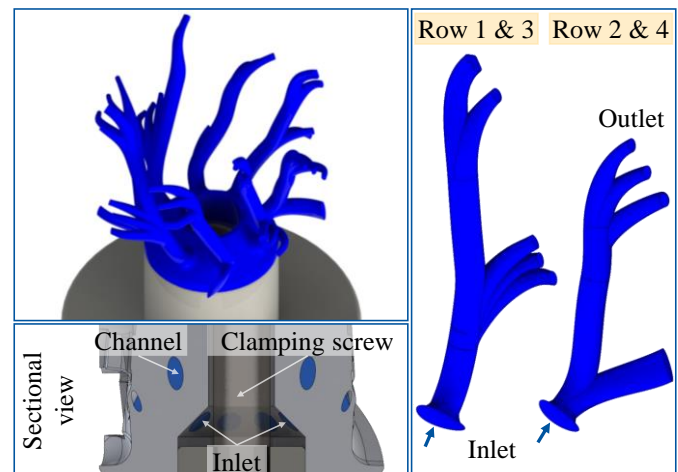 Row 1 & 3
Row 2 & 4
Outlet
Inlet
Channel
Clamping screw
Sectional
view
Inlet